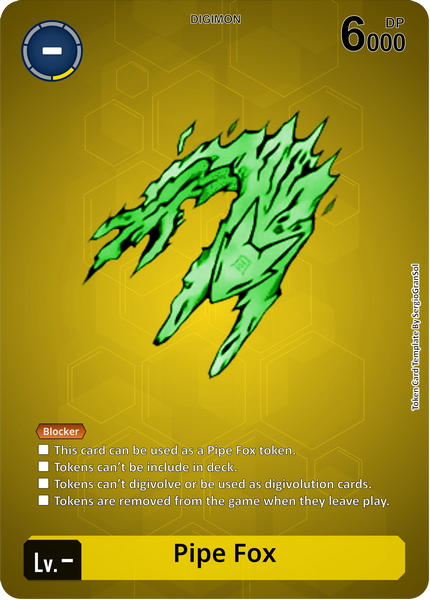 DIGIMON
-
DP
6000
Token Card Template By SergioGranSol
Blocker
This card can be used as a Pipe Fox token.
Tokens can't be include in deck.
Tokens can't digivolve or be used as digivolution cards.
Tokens are removed from the game when they leave play.
Lv.-
Pipe Fox